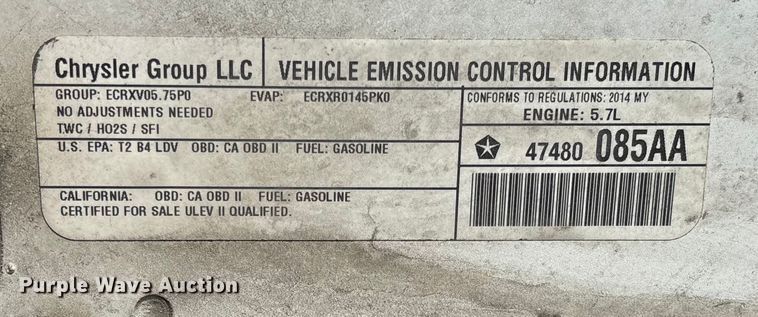 Chrysler Group LLC
VEHICLE EMISSION CONTROL INFORMATION
GROUP: ECRXV05.75P0 EVAP: ECRXR0145PK0
NO ADJUSTMENTS NEEDED
TWC / HO2S / SFI
CONFORMS TO REGULATIONS: 2014 MY
ENGINE: 5.7L
U.S. EPA: T2 B4 LDV OBD: CA OBD II FUEL: GASOLINE
47480 085AA
CALIFORNIA: OBD: CA OBD II FUEL: GASOLINE
CERTIFIED FOR SALE ULEV II QUALIFIED.
Purple Wave Auction